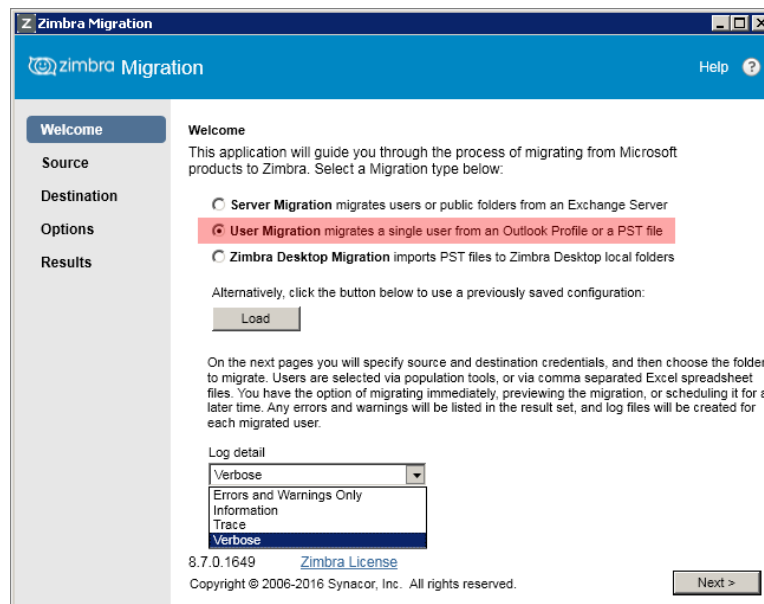 Zimbra Migration
zimbra Migration
Help ?
Welcome
Source
Destination
Options
Results
Welcome
This application will guide you through the process of migrating from Microsoft
products to Zimbra. Select a Migration type below:
Server Migration migrates users or public folders from an Exchange Server
User Migration migrates a single user from an Outlook Profile or a PST file
Zimbra Desktop Migration imports PST files to Zimbra Desktop local folders
Alternatively, click the button below to use a previously saved configuration:
Load
On the next pages you will specify source and destination credentials, and then choose the folder
to migrate. Users are selected via population tools, or via comma separated Excel spreadsheet
files. You have the option of migrating immediately, previewing the migration, or scheduling it for a
later time. Any errors and warnings will be listed in the result set, and log files will be created for
each migrated user.
Log detail
Verbose
Errors and Warnings Only
Information
Trace
Verbose
8.7.0.1649 Zimbra License
Copyright © 2006-2016 Synacor, Inc. All rights reserved.
Next >